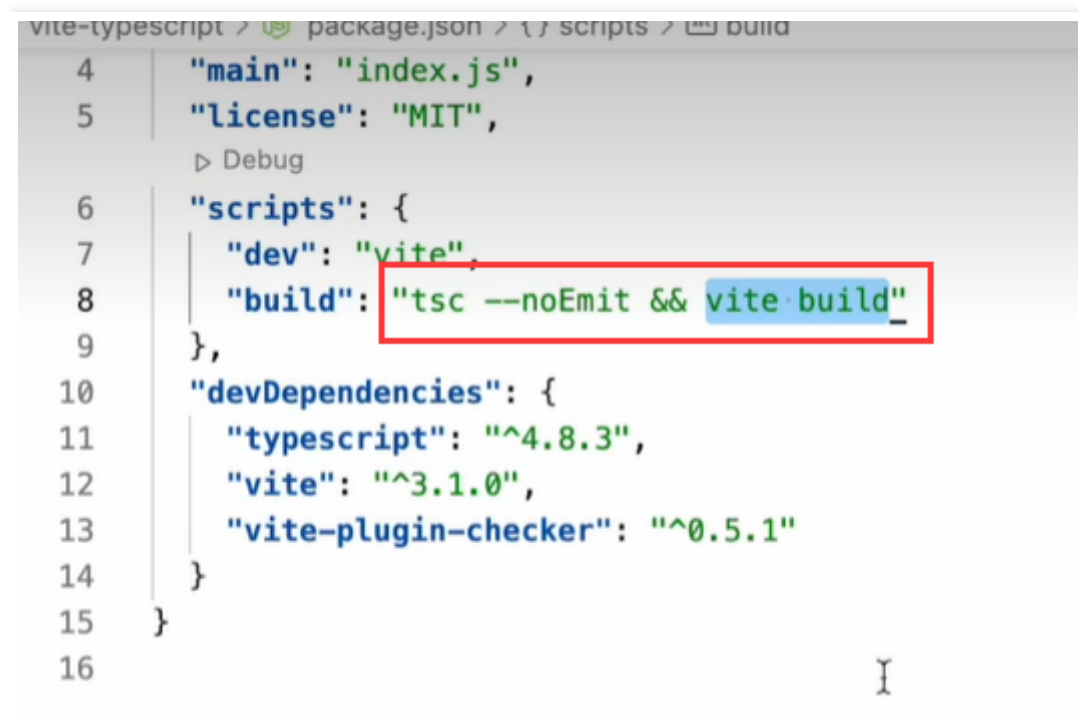 vite-typescript > package.json > {} scripts > build
4 "main": "index.js",
5 "license": "MIT",
Debug
6 "scripts": {
7 "dev": "vite",
8 "build": "tsc --noEmit && vite build"
9 },
10 "devDependencies": {
11 "typescript": "^4.8.3",
12 "vite": "^3.1.0",
13 "vite-plugin-checker": "^0.5.1"
14 }
15 }
16